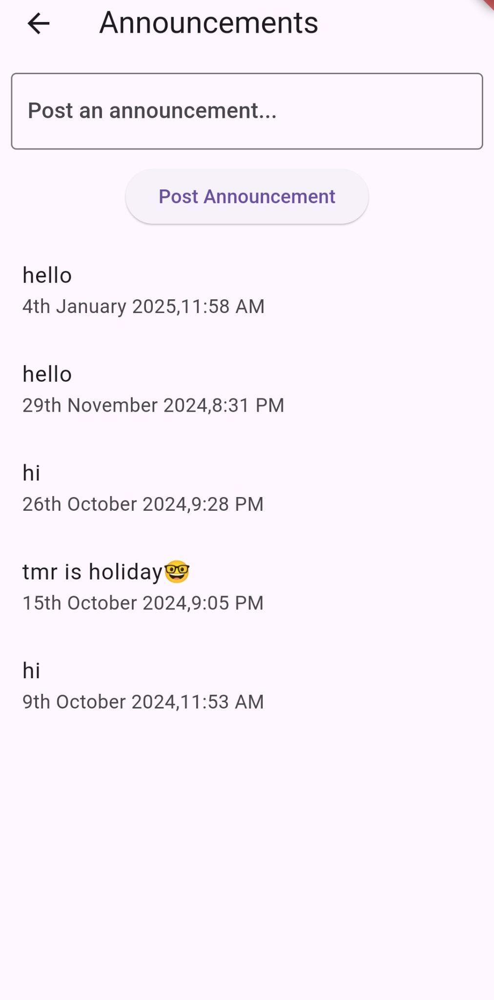 Announcements
Post an announcement...
Post Announcement
hello
4th January 2025,11:58 AM
hello
29th November 2024,8:31 PM
hi
26th October 2024,9:28 PM
tmr is holiday🤓
15th October 2024,9:05 PM
hi
9th October 2024,11:53 AM